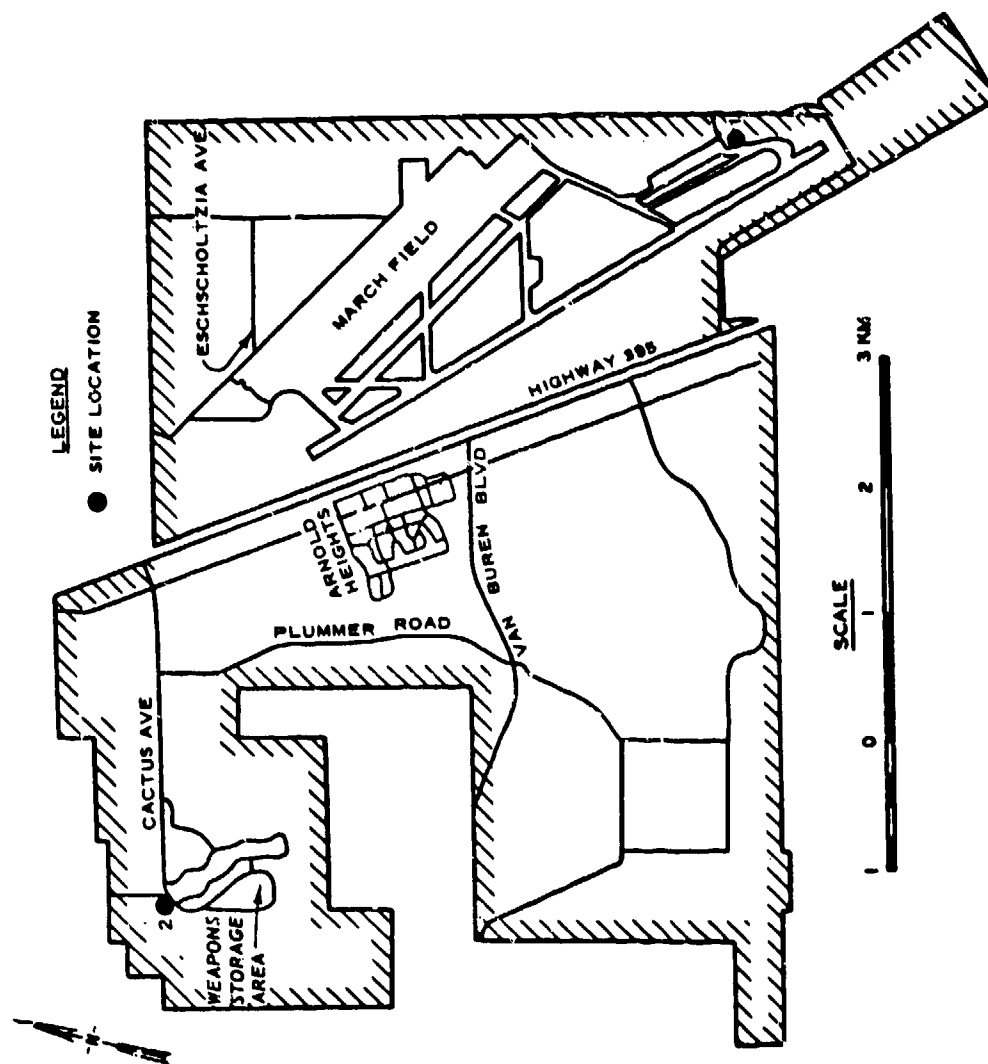 LEGEND
SITE LOCATION
ESCHSCHOLTZIA AVE
MARCH FIELD
HIGHWAY 395
ARNOLD
HEIGHTS
PLUMMER ROAD
VAN BUREN BLVD
CACTUS AVE
2
WEAPONS
STORAGE
AREA
N
SCALE
1 0 1 2 3 KM